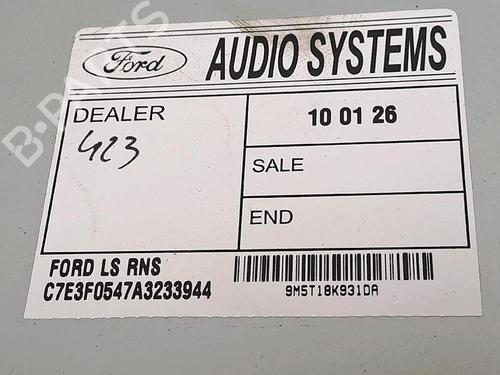 Ford AUDIO SYSTEMS
DEALER
423
10 01 26
SALE
END
FORD LS RNS
C7E3F0547A3233944
9M5T18K931DA
B-PARTS